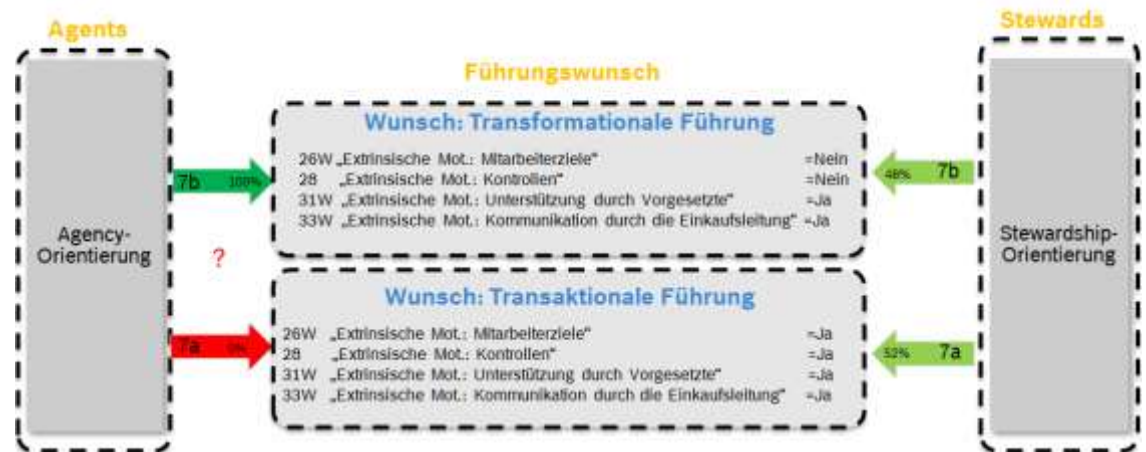 Agents
Stewards
Führungswunsch
Wunsch: Transformationale Führung
26W „Extrinsische Mot.: Mitarbeiterziele“ =Nein
28 „Extrinsische Mot.: Kontrollen“ =Nein
31W „Extrinsische Mot.: Unterstützung durch Vorgesetzte“ =Ja
33W „Extrinsische Mot.: Kommunikation durch die Einkaufsleitung“ =Ja
7b 100%
48% 7b
Agency-
Orientierung
?
Stewardship-
Orientierung
Wunsch: Transaktionale Führung
26W „Extrinsische Mot.: Mitarbeiterziele“ =Ja
28 „Extrinsische Mot.: Kontrollen“ =Ja
31W „Extrinsische Mot.: Unterstützung durch Vorgesetzte“ =Ja
33W „Extrinsische Mot.: Kommunikation durch die Einkaufsleitung“ =Ja
7a 0%
52% 7a